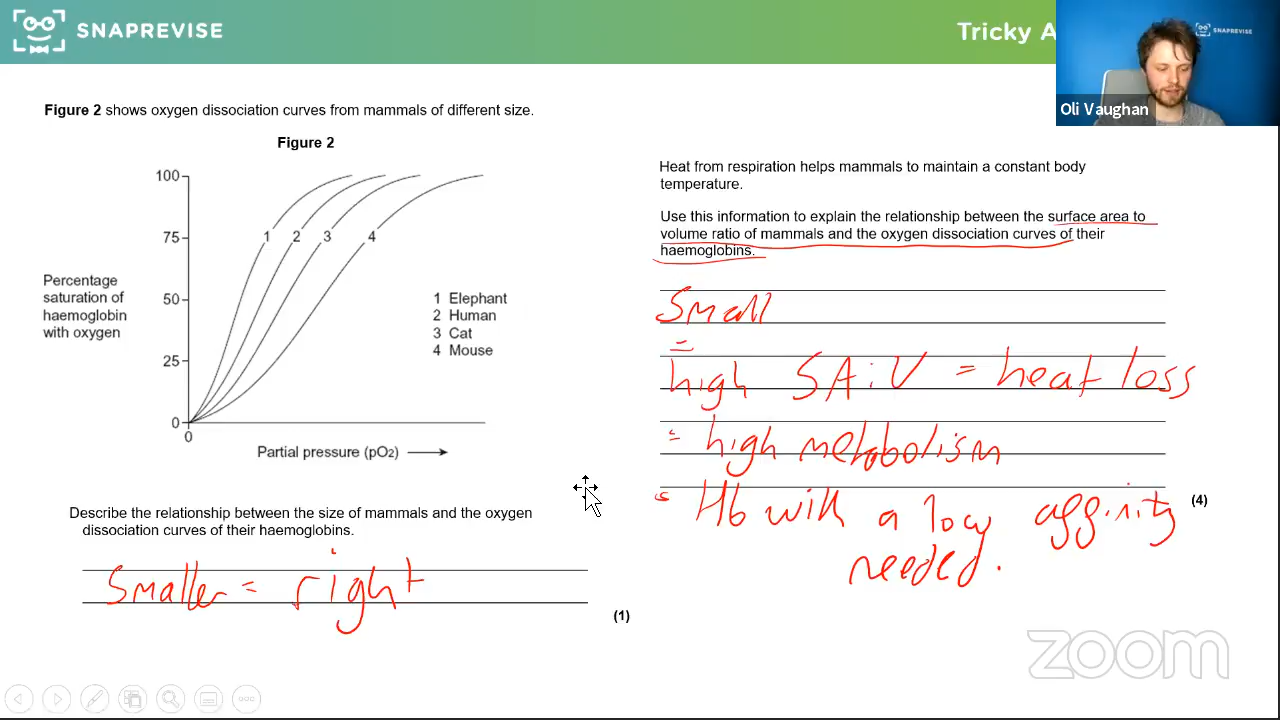 SNAPREVISE
Tricky A
SNAPREVISE
Oli Vaughan
Figure 2 shows oxygen dissociation curves from mammals of different size.
Figure 2
100
75
50
25
0
0
1
2
3
4
Percentage
saturation of
haemoglobin
with oxygen
1 Elephant
2 Human
3 Cat
4 Mouse
Partial pressure (pO2)
Describe the relationship between the size of mammals and the oxygen
dissociation curves of their haemoglobins.
Smaller = right
(1)
Heat from respiration helps mammals to maintain a constant body
temperature.
Use this information to explain the relationship between the surface area to
volume ratio of mammals and the oxygen dissociation curves of their
haemoglobins.
Small
=
high SA:V = heat loss
= high metabolism
= Hb with a low affinity
needed.
(4)
zoom